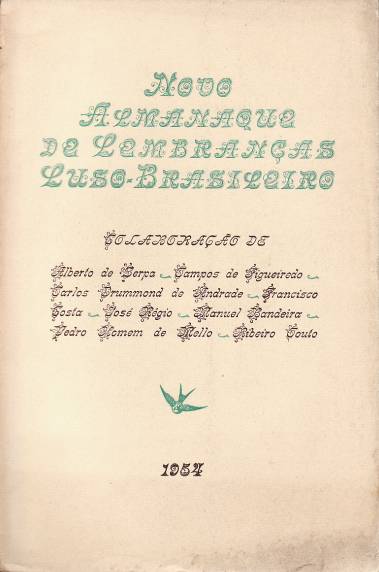 Novo
Almanaque
de Lembranças
Luso-Brasileiro
Colaboração de
Alberto de Serpa ~ Campos de Figueiredo ~
Carlos Drummond de Andrade ~ Francisco
Costa ~ José Régio ~ Manuel Bandeira ~
Pedro Homem de Mello ~ Ribeiro Couto
1954